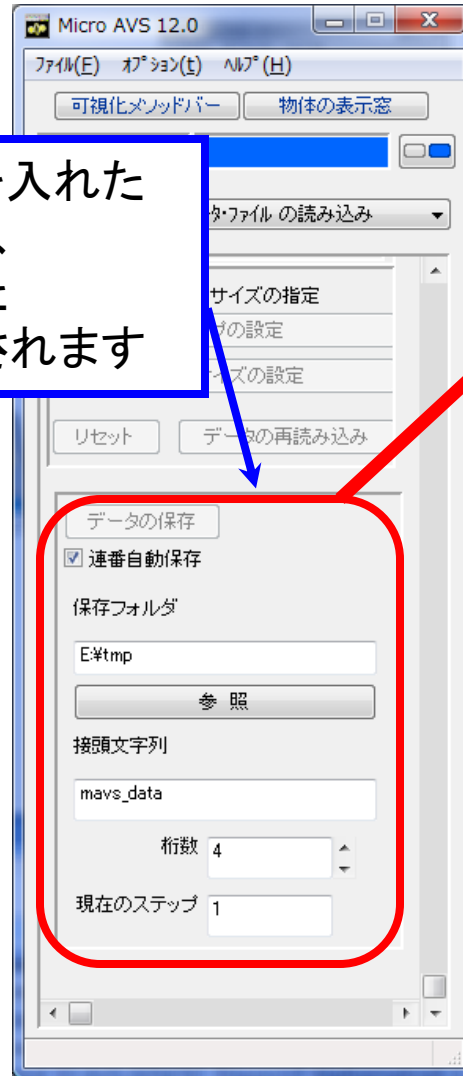 Micro AVS 12.0
ファイル(F) オプション(t) ヘルプ(H)
可視化メソッドバー 物体の表示窓
入れた
されます
タ・ファイル の読み込み
サイズの指定
の設定
イズの設定
リセット データの再読み込み
データの保存
連番自動保存
保存フォルダ
E:¥tmp
参 照
接頭文字列
mavs_data
桁数 4
現在のステップ 1